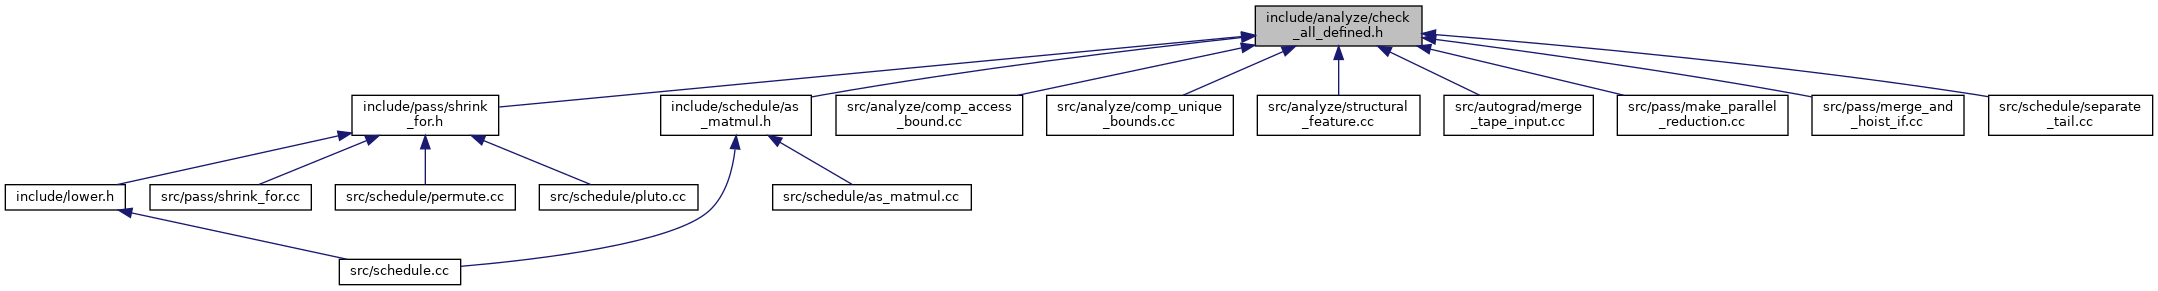 include/analyze/check
_all_defined.h
include/pass/shrink
_for.h
include/schedule/as
_matmul.h
src/analyze/comp_access
_bound.cc
src/analyze/comp_unique
_bounds.cc
src/analyze/structural
_feature.cc
src/autograd/merge
_tape_input.cc
src/pass/make_parallel
_reduction.cc
src/pass/merge_and
_hoist_if.cc
src/schedule/separate
_tail.cc
include/lower.h
src/pass/shrink_for.cc
src/schedule/permute.cc
src/schedule/pluto.cc
src/schedule/as_matmul.cc
src/schedule.cc